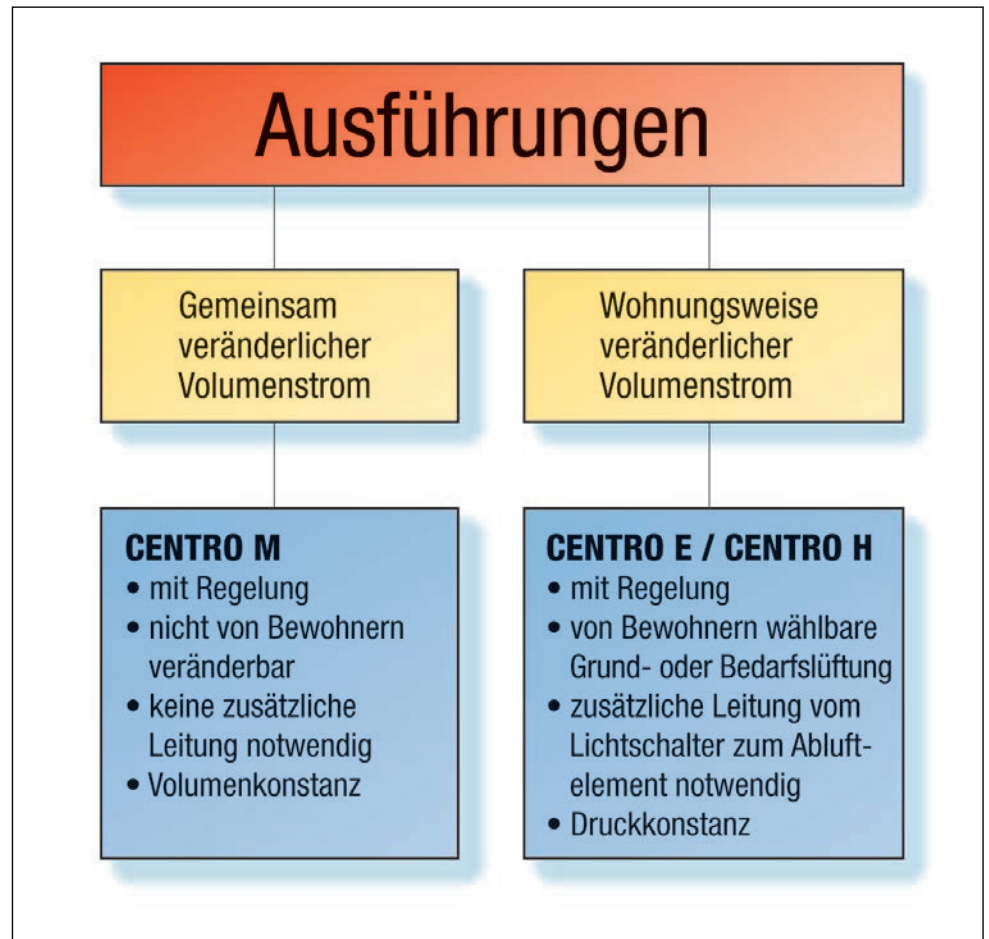 Ausführungen
Gemeinsam
veränderlicher
Volumenstrom
Wohnungsweise
veränderlicher
Volumenstrom
CENTRO M
• mit Regelung
• nicht von Bewohnern
veränderbar
• keine zusätzliche
Leitung notwendig
• Volumenkonstanz
CENTRO E / CENTRO H
• mit Regelung
• von Bewohnern wählbare
Grund- oder Bedarfslüftung
• zusätzliche Leitung vom
Lichtschalter zum Abluft-
element notwendig
• Druckkonstanz